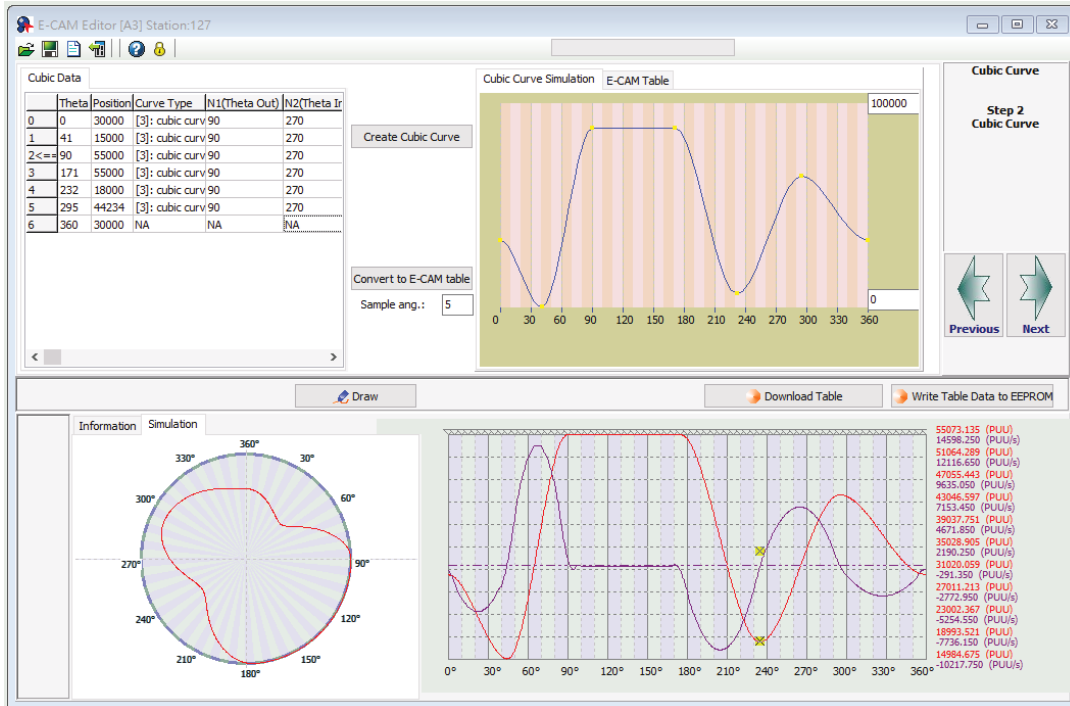 E-CAM Editor [A3] Station:127
Cubic Data
Theta Position Curve Type N1(Theta Out) N2(Theta Ir
0 0 30000 [3]: cubic curv 90 270
1 41 15000 [3]: cubic curv 90 270
2<== 90 55000 [3]: cubic curv 90 270
3 171 55000 [3]: cubic curv 90 270
4 232 18000 [3]: cubic curv 90 270
5 295 44234 [3]: cubic curv 90 270
6 360 30000 NA NA NA
Create Cubic Curve
Convert to E-CAM table
Sample ang.: 5
Cubic Curve Simulation E-CAM Table
100000
0
0 30 60 90 120 150 180 210 240 270 300 330 360
Cubic Curve
Step 2
Cubic Curve
Previous Next
Draw
Download Table
Write Table Data to EEPROM
Information Simulation
360°
330° 30°
300° 60°
270° 90°
240° 120°
210° 150°
180°
0° 30° 60° 90° 120° 150° 180° 210° 240° 270° 300° 330° 360°
55073.135 (PUU)
14598.250 (PUU/s)
51064.289 (PUU)
12116.650 (PUU/s)
47055.443 (PUU)
9635.050 (PUU/s)
43046.597 (PUU)
7153.450 (PUU/s)
39037.751 (PUU)
4671.850 (PUU/s)
35028.905 (PUU)
2190.250 (PUU/s)
31020.059 (PUU)
-291.350 (PUU/s)
27011.213 (PUU)
-2772.950 (PUU/s)
23002.367 (PUU)
-5254.550 (PUU/s)
18993.521 (PUU)
-7736.150 (PUU/s)
14984.675 (PUU)
-10217.750 (PUU/s)